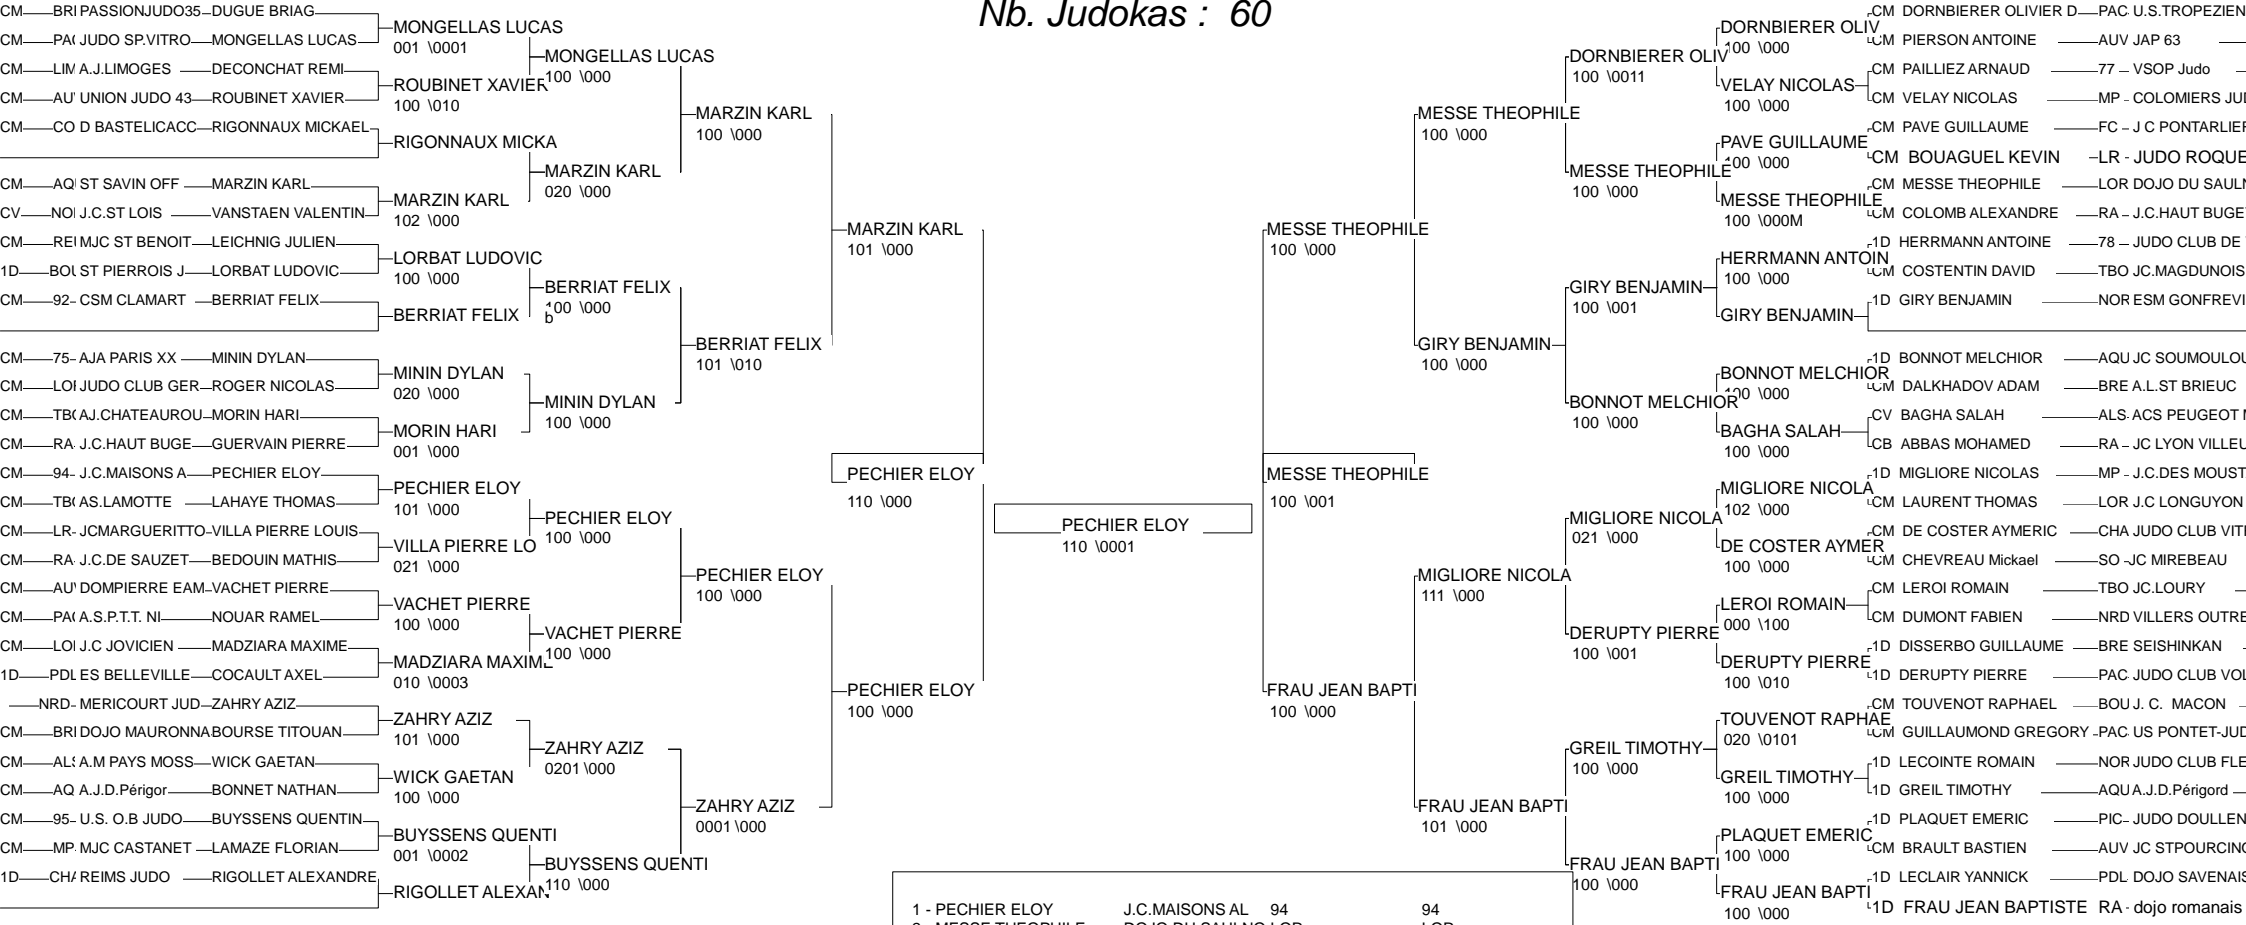 Nb. Judokas : 60
CM BRI PASSIONJUDO35 DUGUE BRIAG
CM PA( JUDO SP.VITRO MONGELLAS LUCAS
CM LIM A.J.LIMOGES DECONCHAT REMI
CM AU' UNION JUDO 43 ROUBINET XAVIER
CM CO D BASTELICACC RIGONNAUX MICKAEL
CM AQ ST SAVIN OFF MARZIN KARL
CV NO J.C.ST LOIS VANSTAEN VALENTIN
CM REI MJC ST BENOIT LEICHNIG JULIEN
1D BOU ST PIERROIS J LORBAT LUDOVIC
CM 92 CSM CLAMART BERRIAT FELIX
CM 75 AJA PARIS XX MININ DYLAN
CM LOI JUDO CLUB GER ROGER NICOLAS
CM TB( AJ.CHATEAUROU MORIN HARI
CM RA J.C.HAUT BUGE GUERVAIN PIERRE
CM 94 J.C.MAISONS A PECHIER ELOY
CM TB( AS.LAMOTTE LAHAYE THOMAS
CM LR JCMARGUERITTO VILLA PIERRE LOUIS
CM RA J.C.DE SAUZET BEDOUIN MATHIS
CM AU DOMPIERRE EAM VACHET PIERRE
CM PA( A.S.P.T.T. NI NOUAR RAMEL
CM LOI J.C JOVICIEN MADZIARA MAXIME
1D PDL ES BELLEVILLE COCAULT AXEL
NRD MERICOURT JUD ZAHRY AZIZ
CM BRI DOJO MAURONNA BOURSE TITOUAN
CM AL A.M PAYS MOSS WICK GAETAN
CM AQ A.J.D.Périgor BONNET NATHAN
CM 95 U.S. O.B JUDO BUYSSENS QUENTIN
CM MP MJC CASTANET LAMAZE FLORIAN
1D CHA REIMS JUDO RIGOLLET ALEXANDRE
MONGELLAS LUCAS
001 \0001
ROUBINET XAVIER
100 \010
RIGONNAUX MICKA
MARZIN KARL
102 \000
LORBAT LUDOVIC
100 \000
BERRIAT FELIX
MININ DYLAN
020 \000
MORIN HARI
001 \000
PECHIER ELOY
101 \000
VILLA PIERRE LO
021 \000
VACHET PIERRE
100 \000
MADZIARA MAXIME
010 \0003
ZAHRY AZIZ
101 \000
WICK GAETAN
100 \000
BUYSSENS QUENTI
001 \0002
RIGOLLET ALEXAN
MONGELLAS LUCAS
100 \000
MARZIN KARL
020 \000
BERRIAT FELIX
100 \000
b
MININ DYLAN
100 \000
PECHIER ELOY
100 \000
VACHET PIERRE
100 \000
ZAHRY AZIZ
0201 \000
BUYSSENS QUENTI
110 \000
MARZIN KARL
100 \000
BERRIAT FELIX
101 \010
PECHIER ELOY
100 \000
ZAHRY AZIZ
0001 \000
MARZIN KARL
101 \000
PECHIER ELOY
110 \000
PECHIER ELOY
100 \000
PECHIER ELOY
110 \0001
MESSE THEOPHILE
100 \000
MESSE THEOPHILE
100 \001
FRAU JEAN BAPTI
100 \000
MESSE THEOPHILE
100 \000
GIRY BENJAMIN
100 \000
MIGLIORE NICOLA
111 \000
FRAU JEAN BAPTI
101 \000
DORNBIERER OLIV
100 \0011
MESSE THEOPHILE
100 \000
GIRY BENJAMIN
100 \001
BONNOT MELCHIOR
100 \000
MIGLIORE NICOLA
021 \000
DERUPTY PIERRE
100 \001
GREIL TIMOTHY
100 \000
FRAU JEAN BAPTI
100 \000
DORNBIERER OLIV
100 \000
VELAY NICOLAS
100 \000
PAVE GUILLAUME
100 \000
MESSE THEOPHILE
100 \000M
HERRMANN ANTOIN
100 \000
GIRY BENJAMIN
BONNOT MELCHIOR
100 \000
BAGHA SALAH
100 \000
MIGLIORE NICOLA
102 \000
DE COSTER AYMER
100 \000
LEROI ROMAIN
000 \100
DERUPTY PIERRE
100 \010
TOUVENOT RAPHAE
020 \0101
GREIL TIMOTHY
100 \000
PLAQUET EMERIC
100 \000
FRAU JEAN BAPTI
100 \000
CM DORNBIERER OLIVIER D PAC U.S.TROPEZIEN
CM PIERSON ANTOINE AUV JAP 63
CM PAILLIEZ ARNAUD 77 VSOP Judo
CM VELAY NICOLAS MP COLOMIERS JU
CM PAVE GUILLAUME FC J C PONTARLIER
CM BOUAGUEL KEVIN LR JUDO ROQUE
CM MESSE THEOPHILE LOR DOJO DU SAULN
CM COLOMB ALEXANDRE RA J.C.HAUT BUGE
1D HERRMANN ANTOINE 78 JUDO CLUB DE
CM COSTENTIN DAVID TBO JC.MAGDUNOIS
1D GIRY BENJAMIN NOR ESM GONFREVI
1D BONNOT MELCHIOR AQU JC SOUMOULOU
CM DALKHADOV ADAM BRE A.L.ST BRIEUC
CV BAGHA SALAH ALS ACS PEUGEOT
CB ABBAS MOHAMED RA JC LYON VILLEU
1D MIGLIORE NICOLAS MP J.C.DES MOUST
CM LAURENT THOMAS LOR J.C LONGUYON
CM DE COSTER AYMERIC CHA JUDO CLUB VIT
CM CHEVREAU Mickael SO JC MIREBEAU
CM LEROI ROMAIN TBO JC.LOURY
CM DUMONT FABIEN NRD VILLERS OUTRE
1D DISSERBO GUILLAUME BRE SEISHINKAN
1D DERUPTY PIERRE PAC JUDO CLUB VOL
CM TOUVENOT RAPHAEL BOU J. C. MACON
CM GUILLAUMOND GREGORY PAC US PONTET-JUD
1D LECOINTE ROMAIN NOR JUDO CLUB FLE
1D GREIL TIMOTHY AQU A.J.D.Périgord
1D PLAQUET EMERIC PIC JUDO DOULLEN
CM BRAULT BASTIEN AUV JC STPOURCIN
1D LECLAIR YANNICK PDL DOJO SAVENAIS
1D FRAU JEAN BAPTISTE RA dojo romanais
1 - PECHIER ELOY J.C.MAISONS AL 94 94